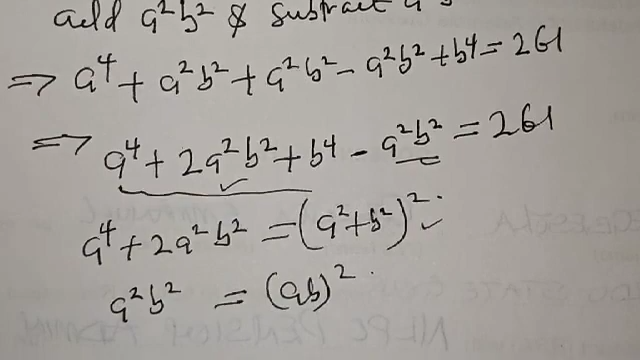 add a²b² & subtract
⇒ a⁴ + a²b² + a²b² - a²b² + b⁴ = 261
⇒ a⁴ + 2a²b² + b⁴ - a²b² = 261
a⁴ + 2a²b² = (a² + b²)²
a²b² = (ab)²